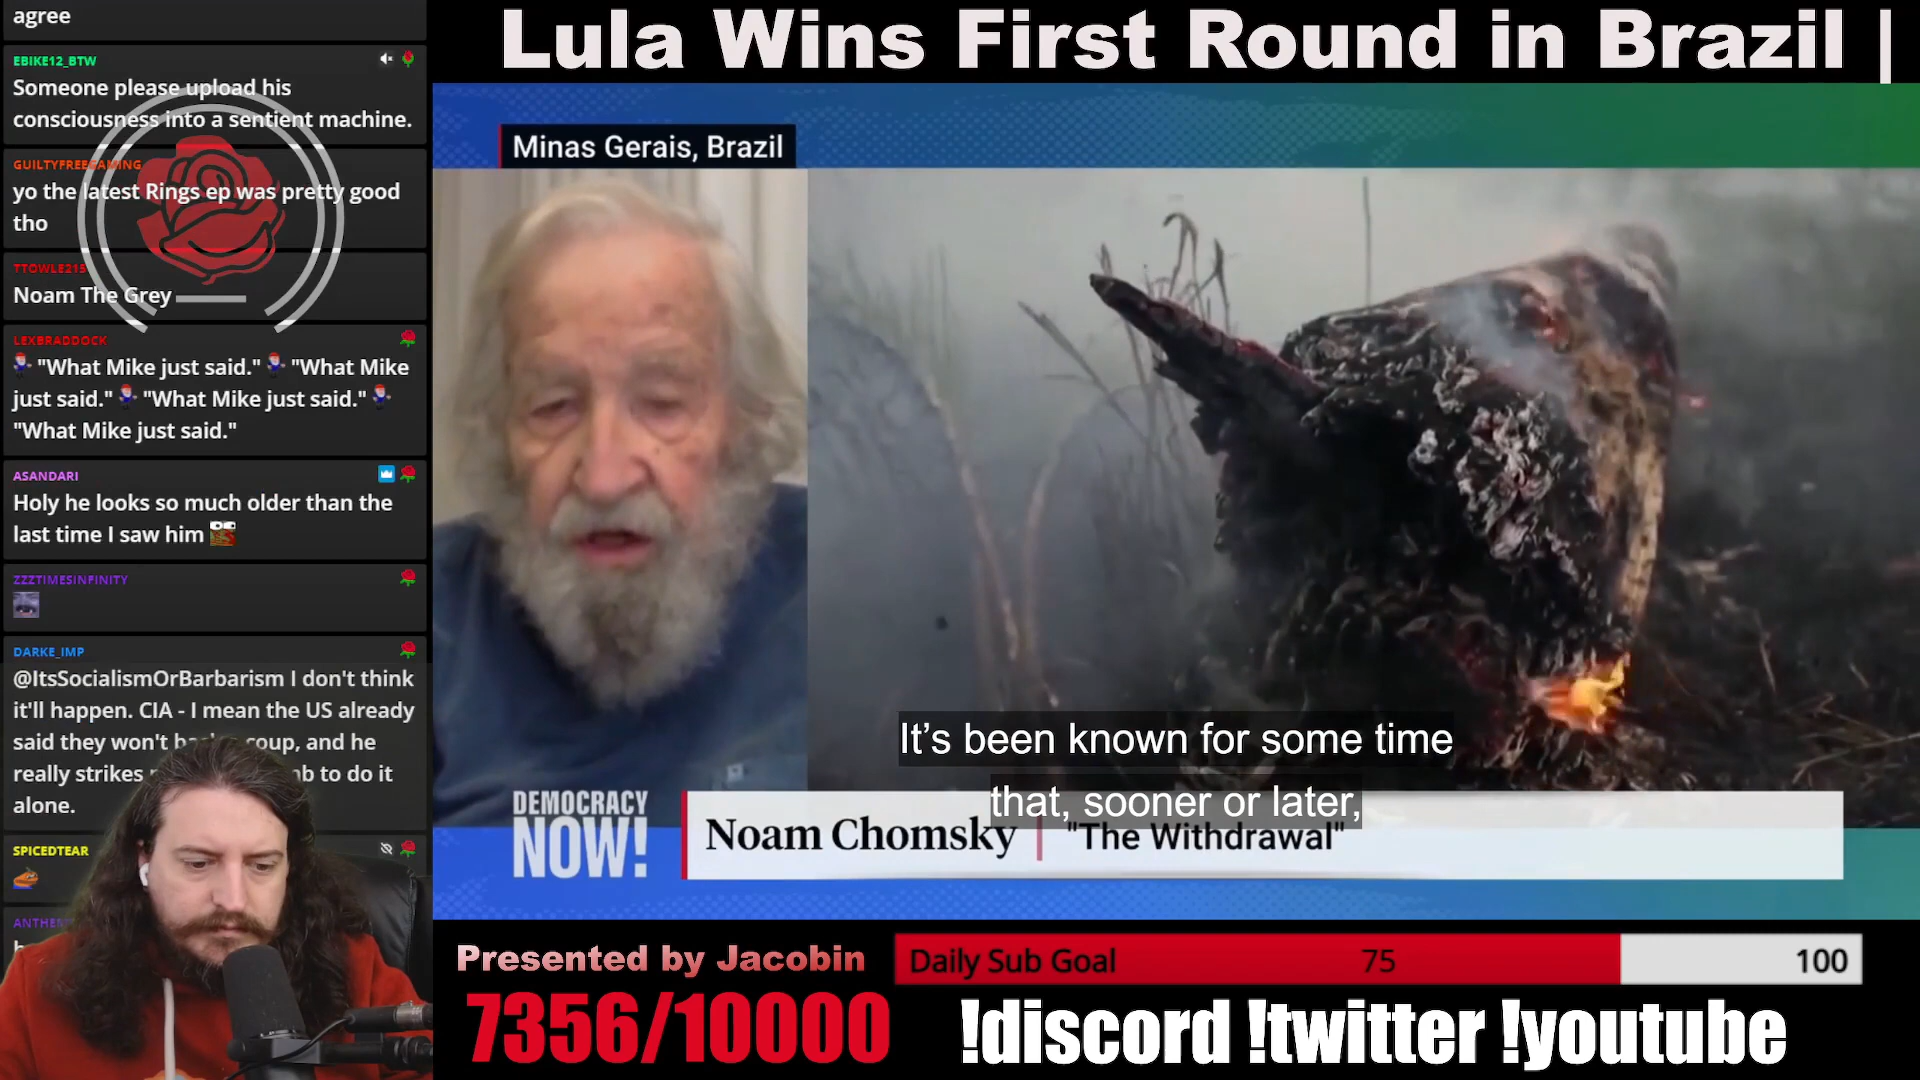 agree
EBIKE12_BTW
Someone please upload his
consciousness into a sentient machine.
GUILTYFREEGAMING
yo the latest Rings ep was pretty good
tho
TTOWLE215
Noam The Grey
LEXBRADDOCK
"What Mike just said." "What Mike
just said." "What Mike just said."
"What Mike just said."
ASANDARI
Holy he looks so much older than the
last time I saw him
ZZZTIMESINFINITY
DARKE_IMP
@ItsSocialismOrBarbarism I don't think
it'll happen. CIA - I mean the US already
said they won't coup, and he
really strikes to do it
alone.
SPICEDTEAR
Lula Wins First Round in Brazil |
Minas Gerais, Brazil
It's been known for some time
that, sooner or later,
DEMOCRACY
NOW!
Noam Chomsky | "The Withdrawal"
Presented by Jacobin
Daily Sub Goal 75 100
7356/10000
!discord !twitter !youtube